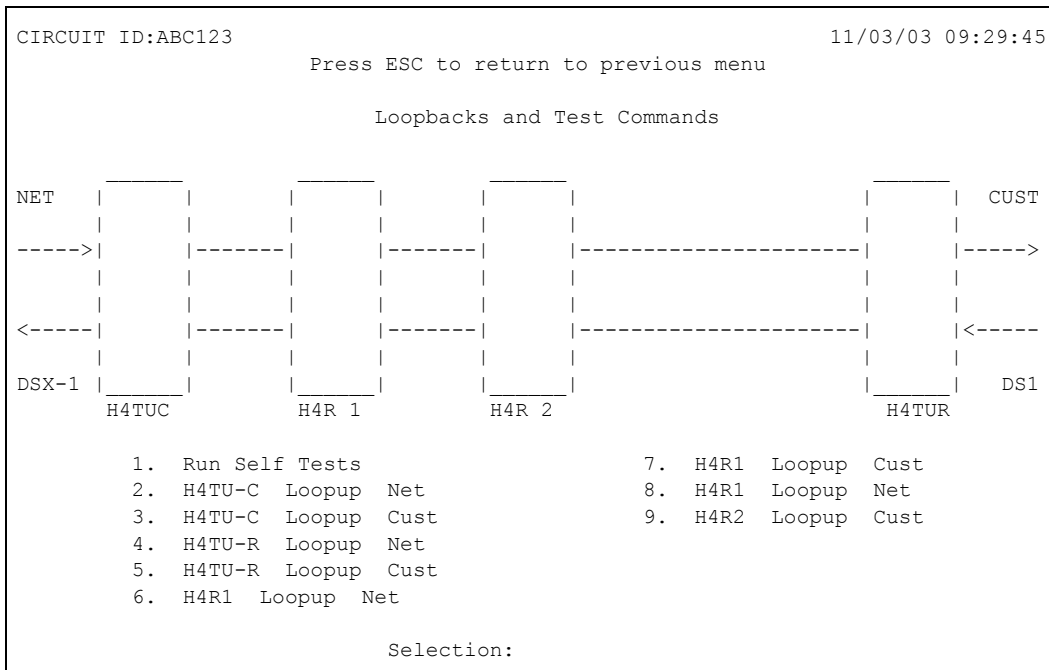 CIRCUIT ID:ABC123 11/03/03 09:29:45
Press ESC to return to previous menu
Loopbacks and Test Commands
NET CUST
DSX-1 DS1
H4TUC H4R 1 H4R 2 H4TUR
1. Run Self Tests 7. H4R1 Loopup Cust
2. H4TU-C Loopup Net 8. H4R1 Loopup Net
3. H4TU-C Loopup Cust 9. H4R2 Loopup Cust
4. H4TU-R Loopup Net
5. H4TU-R Loopup Cust
6. H4R1 Loopup Net
Selection: